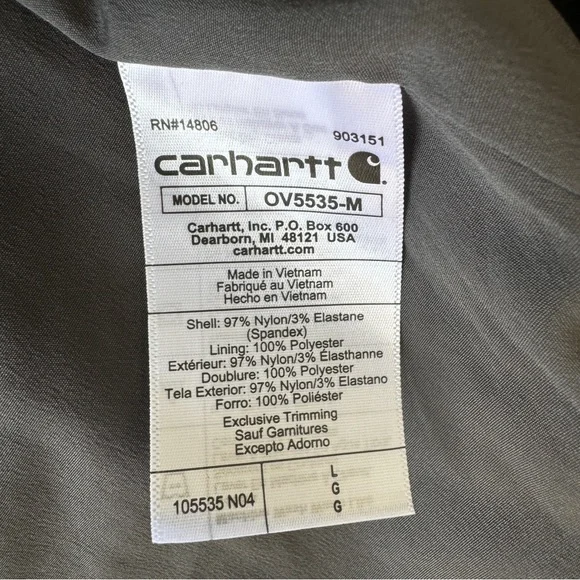 RN#14806 903151
carhartt
MODEL NO. OV5535-M
Carhartt, Inc. P.O. Box 600
Dearborn, MI 48121 USA
carhartt.com
Made in Vietnam
Fabriqué au Vietnam
Hecho en Vietnam
Shell: 97% Nylon/3% Elastane
(Spandex)
Lining: 100% Polyester
Extérieur: 97% Nylon/3% Élasthanne
Doublure: 100% Polyester
Tela Exterior: 97% Nylon/3% Elastano
Forro: 100% Poliéster
Exclusive Trimming
Sauf Garnitures
Excepto Adorno
105535 N04
L
G
G